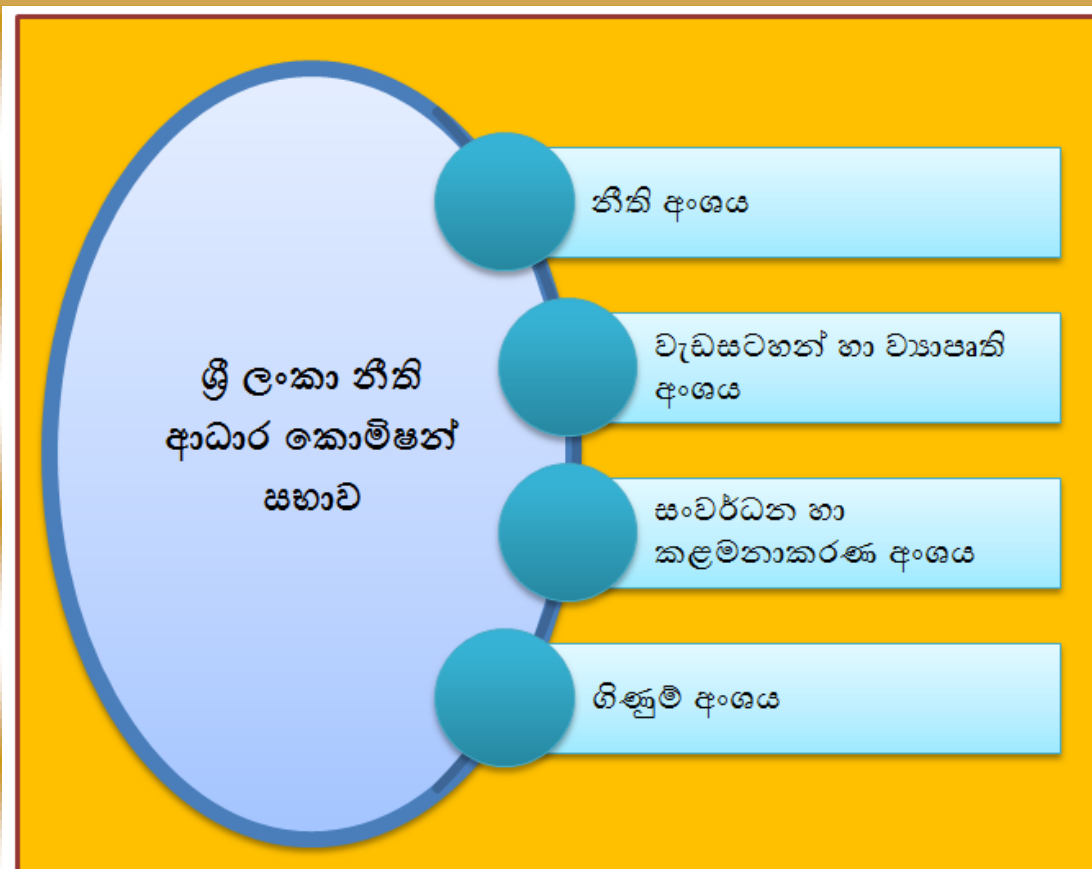 ශ්‍රී ලංකා නීති
ආධාර කොමිෂන්
සභාව
නීති අංශය
වැඩසටහන් හා ව්‍යාපෘති
අංශය
සංවර්ධන හා
කළමනාකරණ අංශය
ගිණුම් අංශය